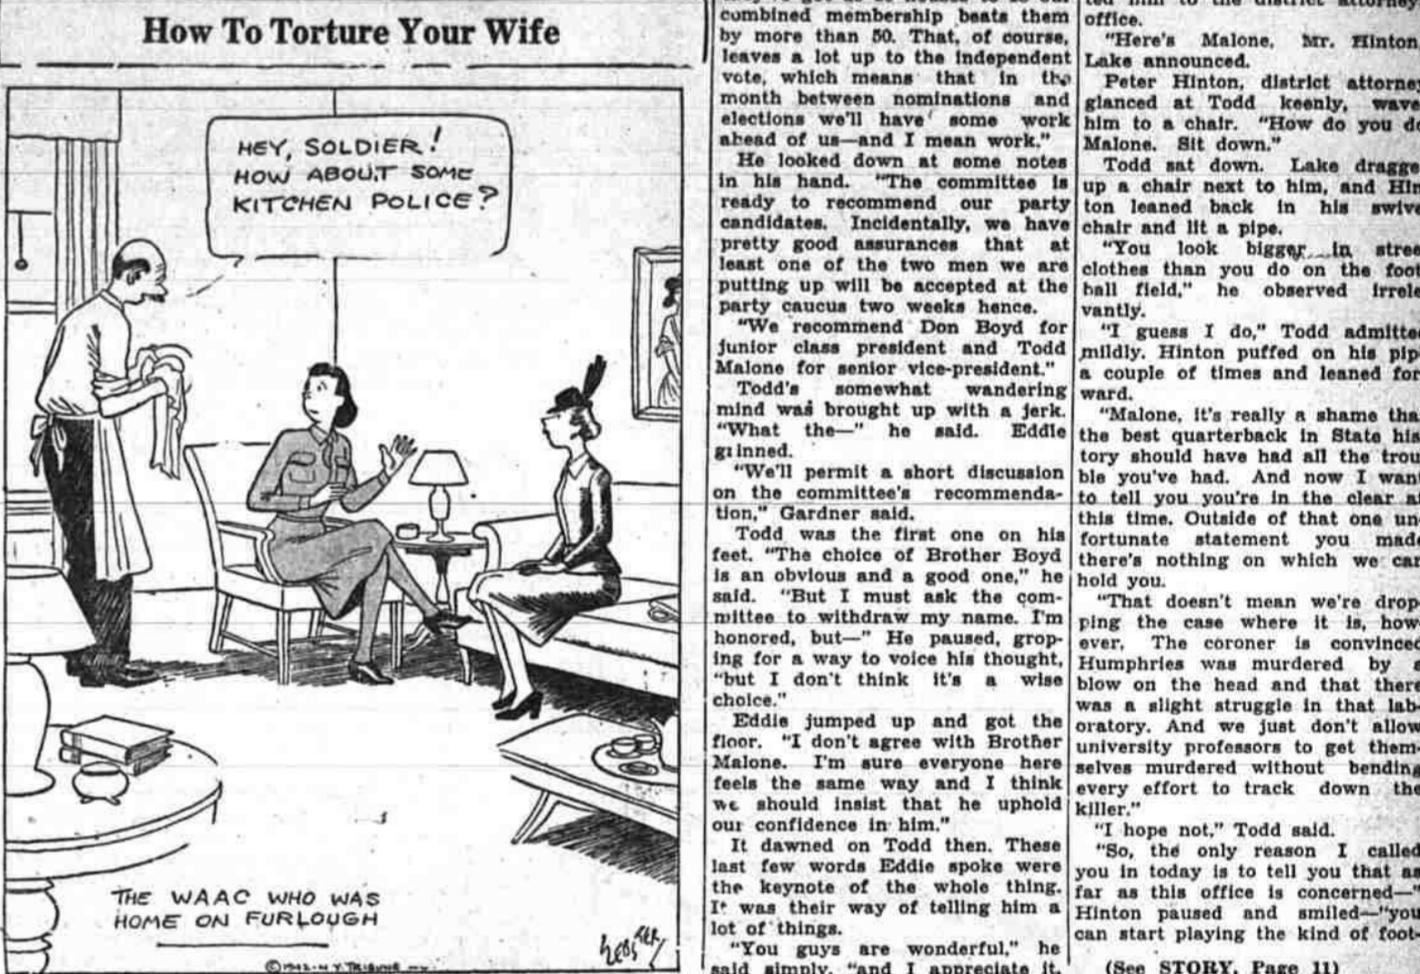 How To Torture Your Wife
HEY, SOLDIER!
HOW ABOUT SOME
KITCHEN POLICE?
THE WAAC WHO WAS
HOME ON FURLOUGH
combined membership beats them
by more than 50. That, of course,
leaves a lot up to the independent
vote, which means that in the
month between nominations and
elections we'll have some work
ahead of us—and I mean work."
He looked down at some notes
in his hand. "The committee is
ready to recommend our party
candidates. Incidentally, we have
pretty good assurances that at
least one of the two men we are
putting up will be accepted at the
party caucus two weeks hence.
"We recommend Don Boyd for
junior class president and Todd
Malone for senior vice-president."
Todd's somewhat wandering
mind was brought up with a jerk.
"What the—" he said. Eddie
grinned.
"We'll permit a short discussion
on the committee's recommenda-
tion," Gardner said.
Todd was the first one on his
feet. "The choice of Brother Boyd
is an obvious and a good one," he
said. "But I must ask the com-
mittee to withdraw my name. I'm
honored, but—" He paused, grop-
ing for a way to voice his thought,
"but I don't think it's a wise
choice."
Eddie jumped up and got the
floor. "I don't agree with Brother
Malone. I'm sure everyone here
feels the same way and I think
we should insist that he uphold
our confidence in him."
It dawned on Todd then. These
last few words Eddie spoke were
the keynote of the whole thing.
It was their way of telling him a
lot of things.
"You guys are wonderful," he
said simply, "and I appreciate it.
office.
"Here's Malone, Mr. Hinton
Lake announced.
Peter Hinton, district attorney
glanced at Todd keenly, wave
him to a chair. "How do you do
Malone. Sit down."
Todd sat down. Lake dragge
up a chair next to him, and Hin
ton leaned back in his swive
chair and lit a pipe.
"You look bigger in stree
clothes than you do on the foot
ball field," he observed irrele
vantly.
"I guess I do," Todd admitte
mildly. Hinton puffed on his pip
a couple of times and leaned for
ward.
"Malone, it's really a shame tha
the best quarterback in State his
tory should have had all the trou
ble you've had. And now I want
to tell you you're in the clear a
this time. Outside of that one un
fortunate statement you made
there's nothing on which we can
hold you.
"That doesn't mean we're drop
ping the case where it is, how
ever. The coroner is convinced
Humphries was murdered by a
blow on the head and that there
was a slight struggle in that lab-
oratory. And we just don't allow
university professors to get them-
selves murdered without bending
every effort to track down the
killer."
"I hope not," Todd said.
"So, the only reason I called
you in today is to tell you that as
far as this office is concerned—"
Hinton paused and smiled—"you
can start playing the kind of foot-
(See STORY, Page 11)